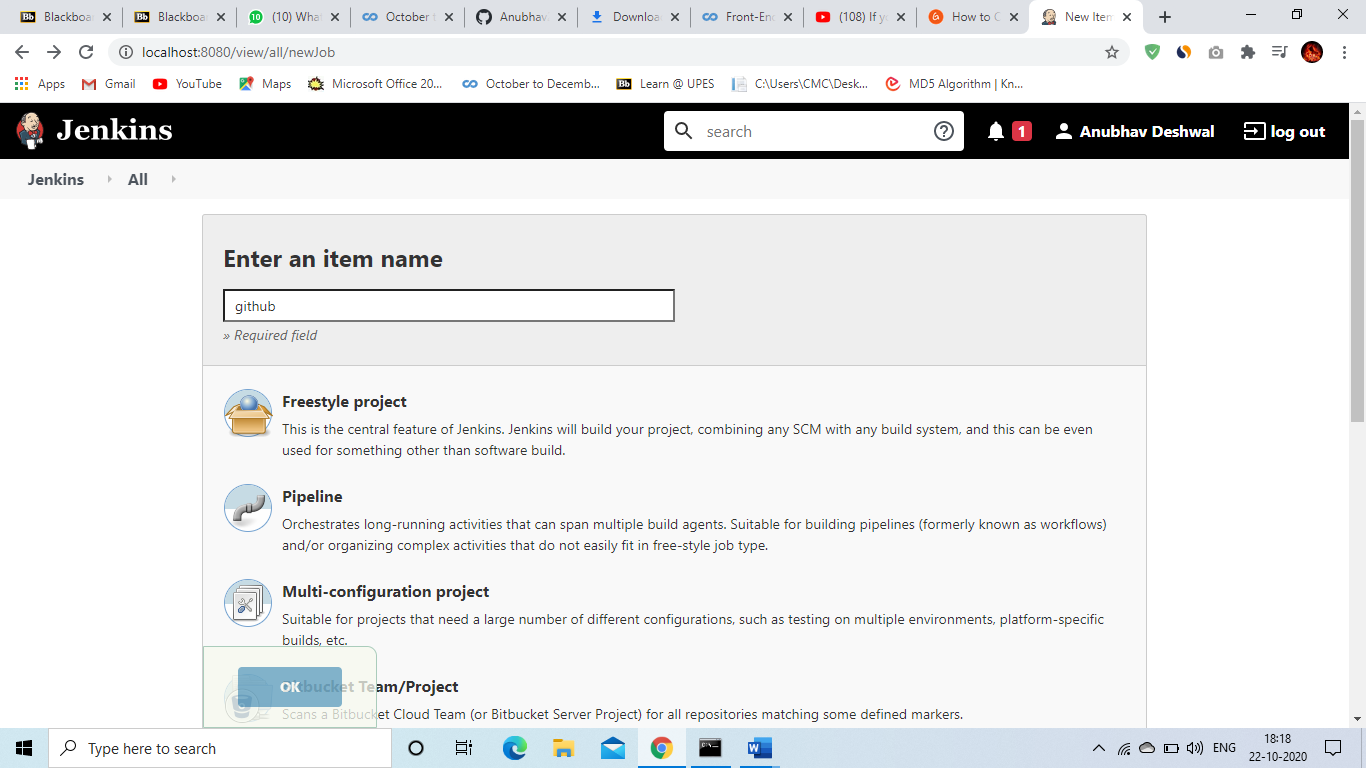 Blackboa
Blackboa
(10) What
October t
Anubhav
Downloa
Front-End
(108) If y
How to C
New Item
localhost:8080/view/all/newJob
Apps
Gmail
YouTube
Maps
Microsoft Office 20...
October to Decemb...
Learn @ UPES
C:\Users\CMC\Desk...
MD5 Algorithm | Kn...
Jenkins
search
1
Anubhav Deshwal
log out
Jenkins
All
Enter an item name
github
» Required field
Freestyle project
This is the central feature of Jenkins. Jenkins will build your project, combining any SCM with any build system, and this can be even
used for something other than software build.
Pipeline
Orchestrates long-running activities that can span multiple build agents. Suitable for building pipelines (formerly known as workflows)
and/or organizing complex activities that do not easily fit in free-style job type.
Multi-configuration project
Suitable for projects that need a large number of different configurations, such as testing on multiple environments, platform-specific
builds, etc.
OK
Bitbucket Team/Project
Scans a Bitbucket Cloud Team (or Bitbucket Server Project) for all repositories matching some defined markers.
Type here to search
ENG
18:18
22-10-2020